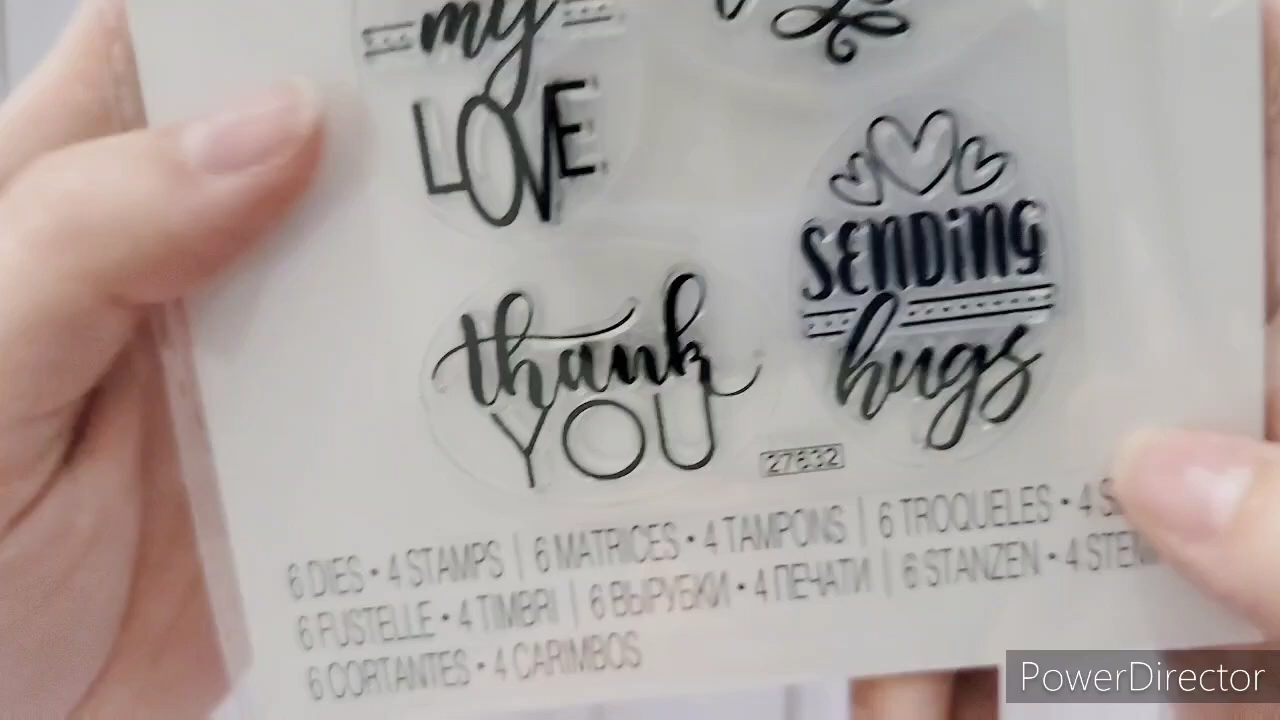 my
LOVE
SENDING
hugs
thank
YOU
27632
6 DIES • 4 STAMPS | 6 MATRICES • 4 TAMPONS | 6 TROQUELES • 4
6 FUSTELLE • 4 TIMBRI | 6 ВЫРУБКИ • 4 ПЕЧАТИ | 6 STANZEN • 4
6 CORTANTES • 4 CARIMBOS
PowerDirector